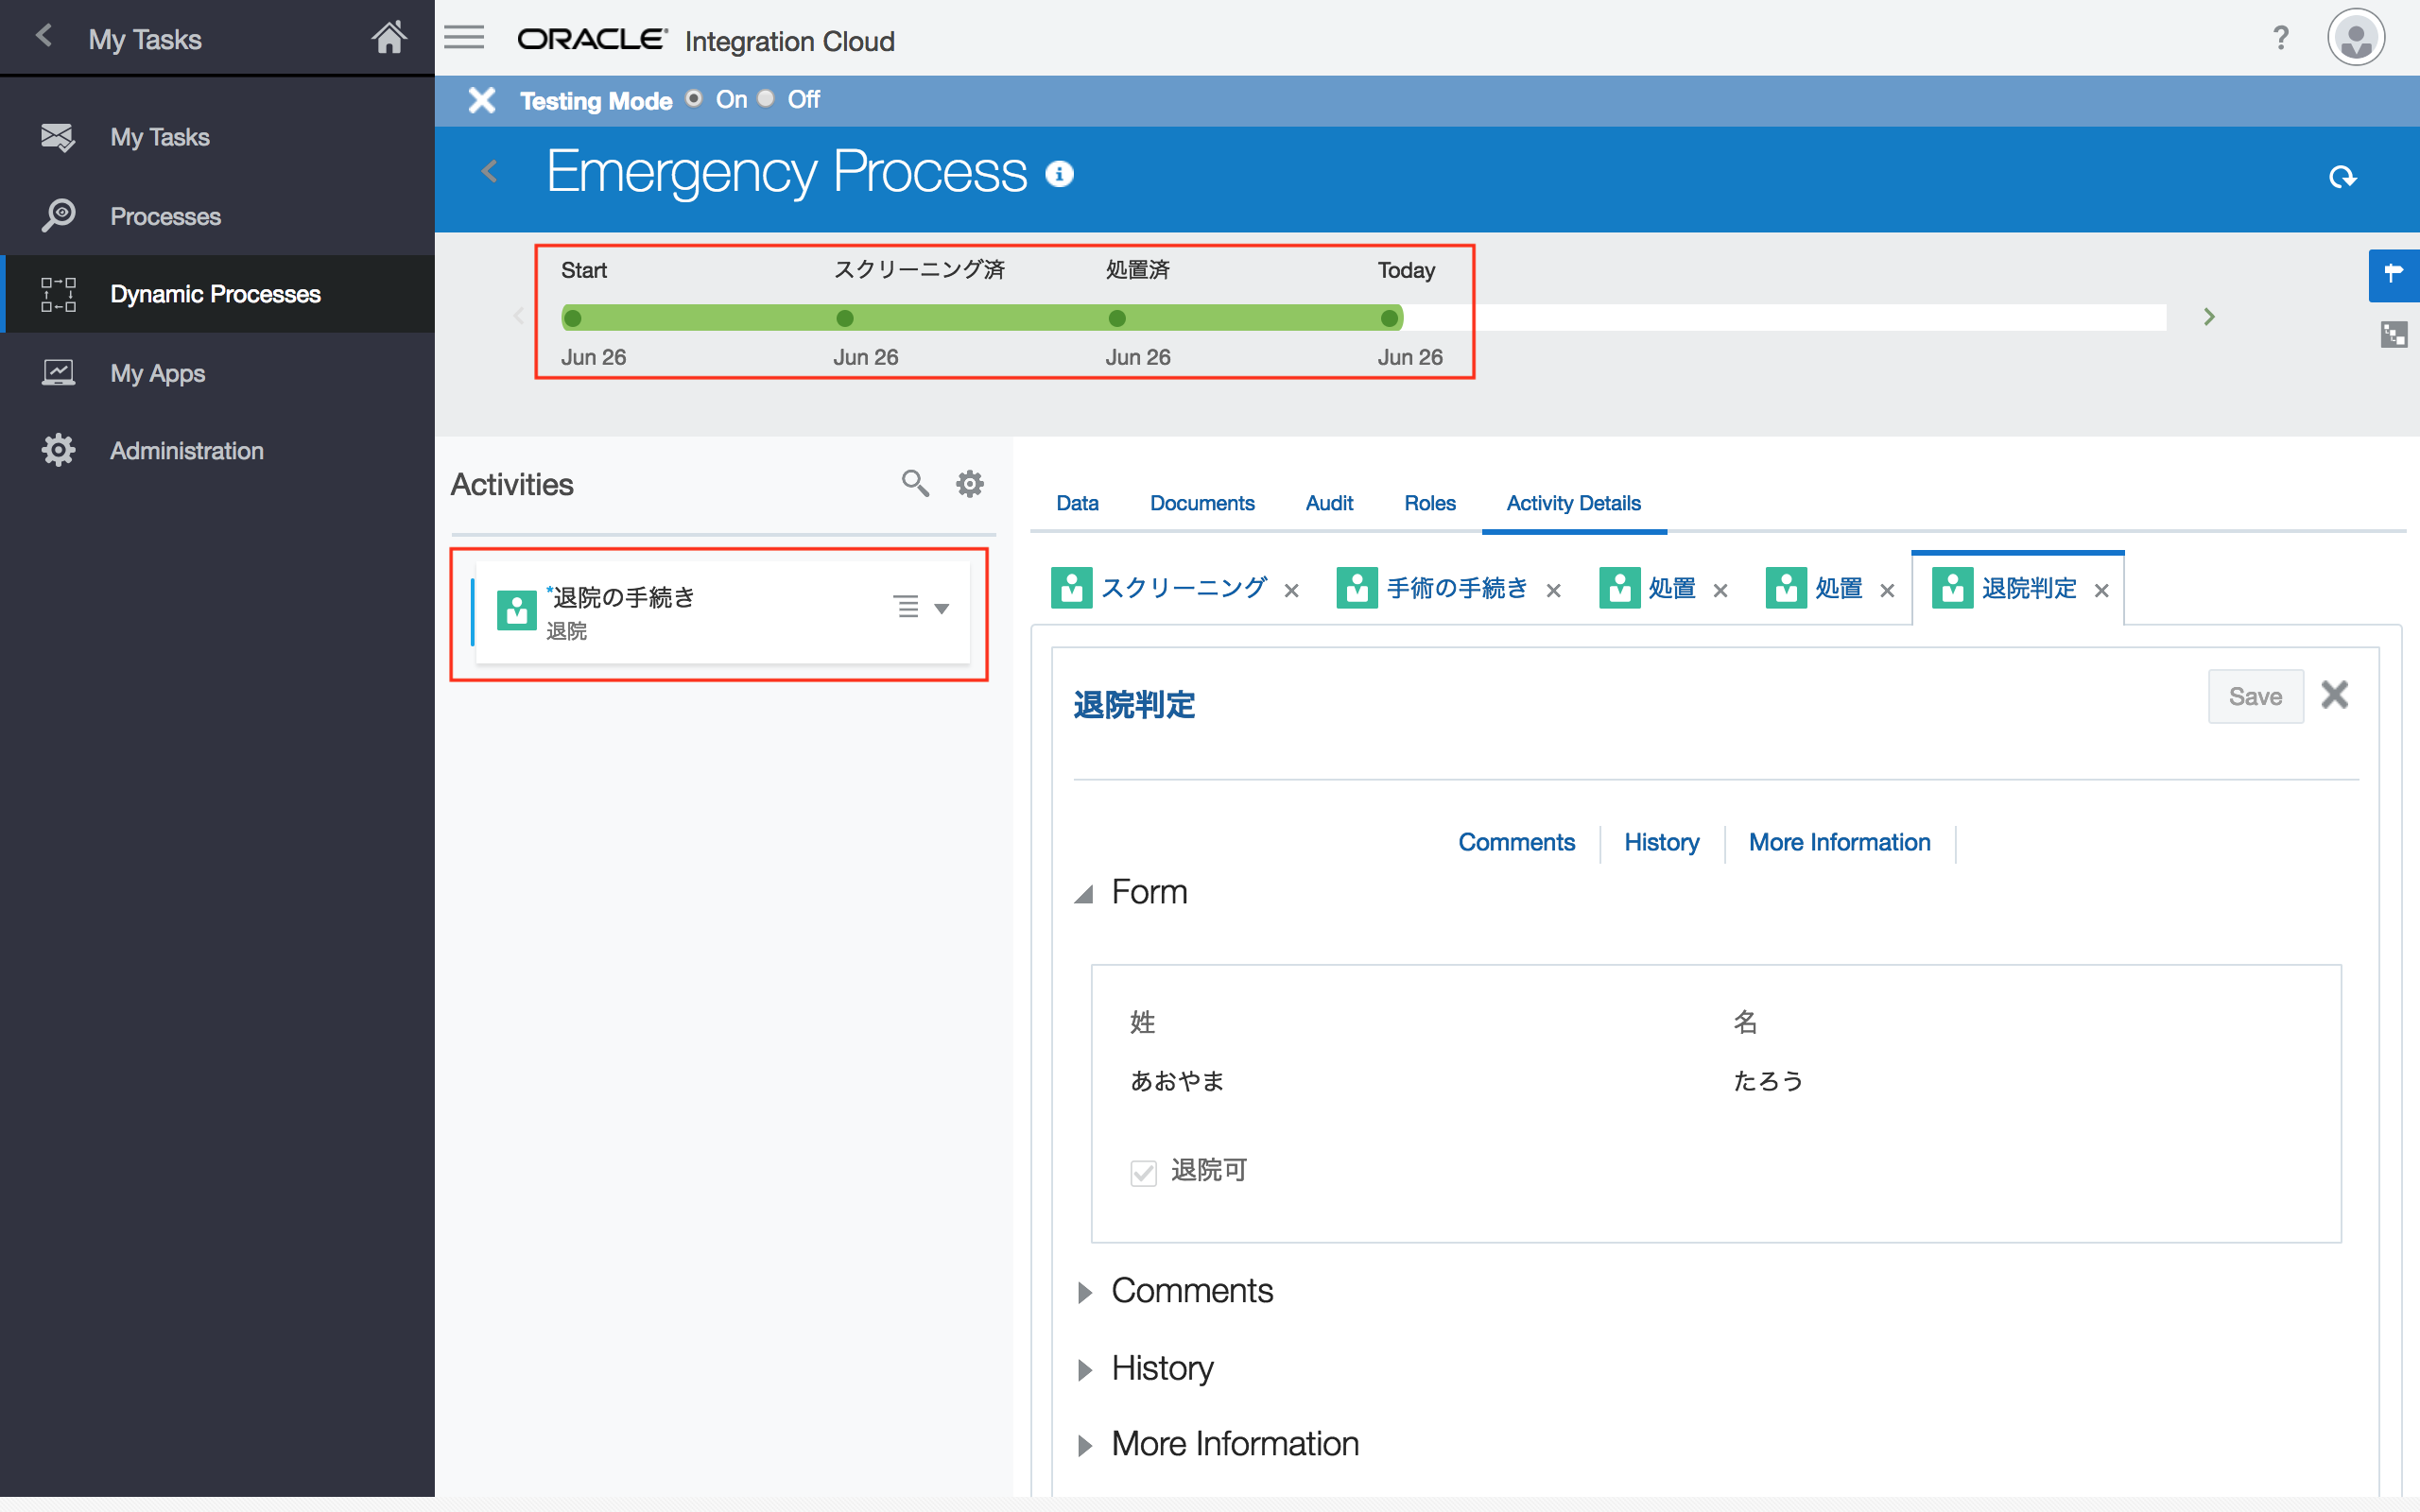 My Tasks
ORACLE Integration Cloud
?
My Tasks
Processes
Dynamic Processes
My Apps
Administration
Testing Mode On Off
Emergency Process i
Start スクリーニング済 処置済 Today
Jun 26 Jun 26 Jun 26 Jun 26
Activities
*退院の手続き
退院
Data Documents Audit Roles Activity Details
スクリーニング × 手術の手続き × 処置 × 処置 × 退院判定 ×
退院判定
Save
Comments History More Information
Form
姓 名
あおやま たろう
退院可
Comments
History
More Information